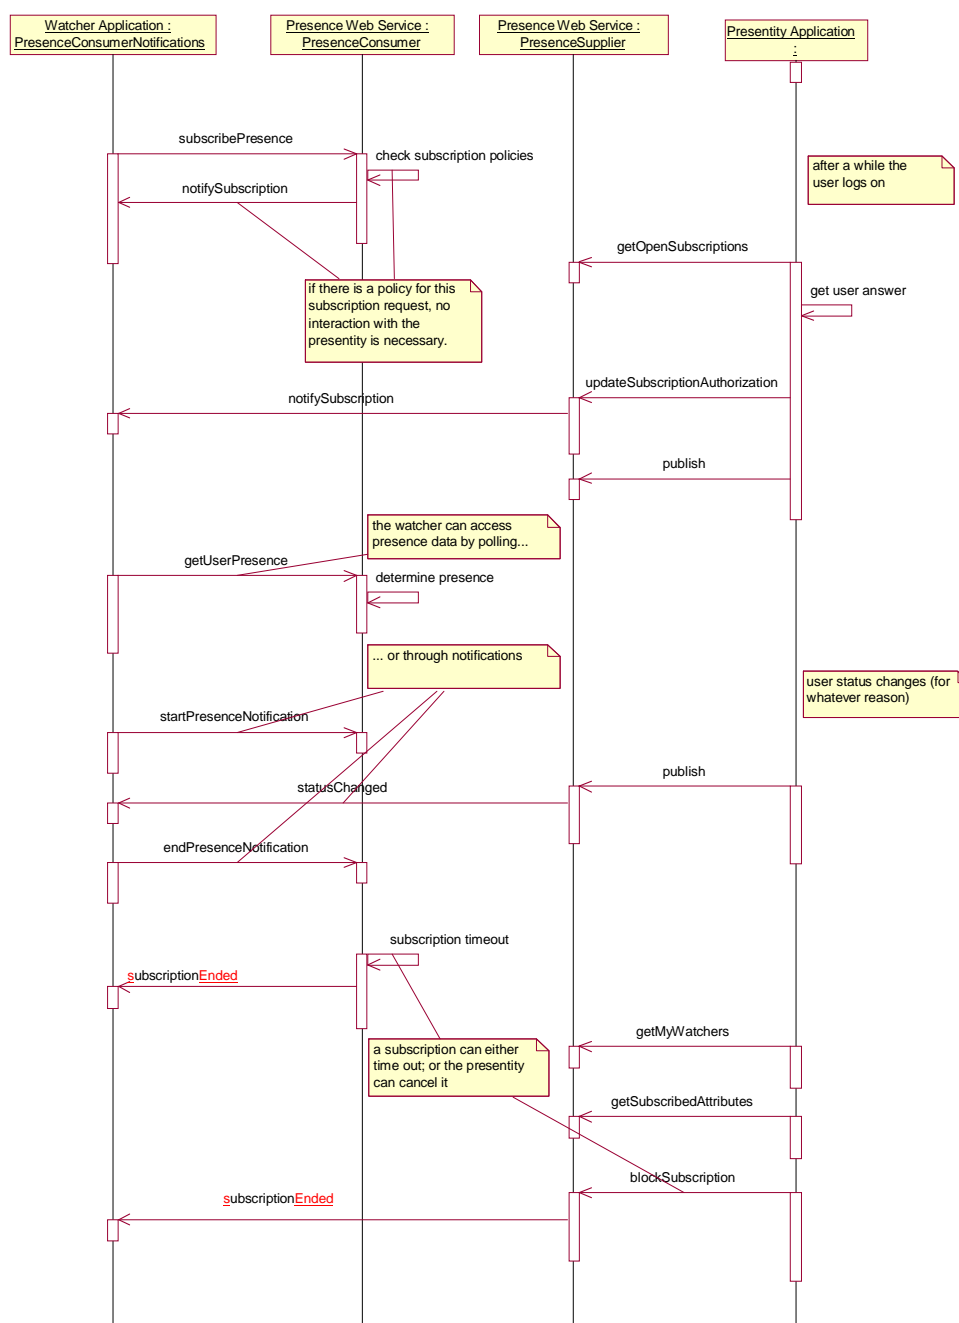 Watcher Application :
PresenceConsumerNotifications
Presence Web Service :
PresenceConsumer
Presence Web Service :
PresenceSupplier
Presentity Application
:
subscribePresence
check subscription policies
after a while the
user logs on
notifySubscription
getOpenSubscriptions
if there is a policy for this
subscription request, no
interaction with the
presentity is necessary.
get user answer
updateSubscriptionAuthorization
notifySubscription
publish
the watcher can access
presence data by polling...
getUserPresence
determine presence
... or through notifications
user status changes (for
whatever reason)
startPresenceNotification
publish
statusChanged
endPresenceNotification
subscription timeout
subscriptionEnded
getMyWatchers
a subscription can either
time out; or the presentity
can cancel it
getSubscribedAttributes
blockSubscription
subscriptionEnded